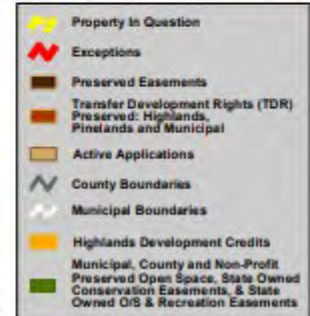 Property In Question
Exceptions
Preserved Easements
Transfer Development Rights (TDR)
Preserved: Highlands,
Pinelands and Municipal
Active Applications
County Boundaries
Municipal Boundaries
Highlands Development Credits
Municipal, County and Non-Profit
Preserved Open Space, State Owned
Conservation Easements, & State
Owned O/S & Recreation Easements